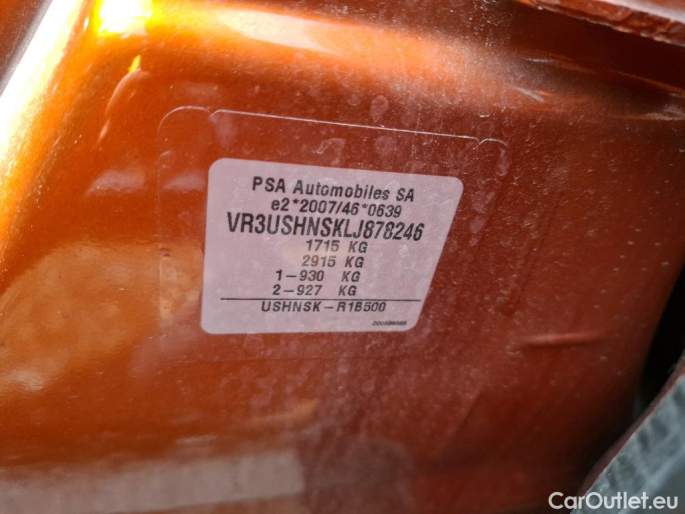 PSA Automobiles SA
e2*2007/46*0639
VR3USHNSKLJ878246
1715 KG
2915 KG
1-930 KG
2-927 KG
USHNSK-R1B500
CarOutlet.eu